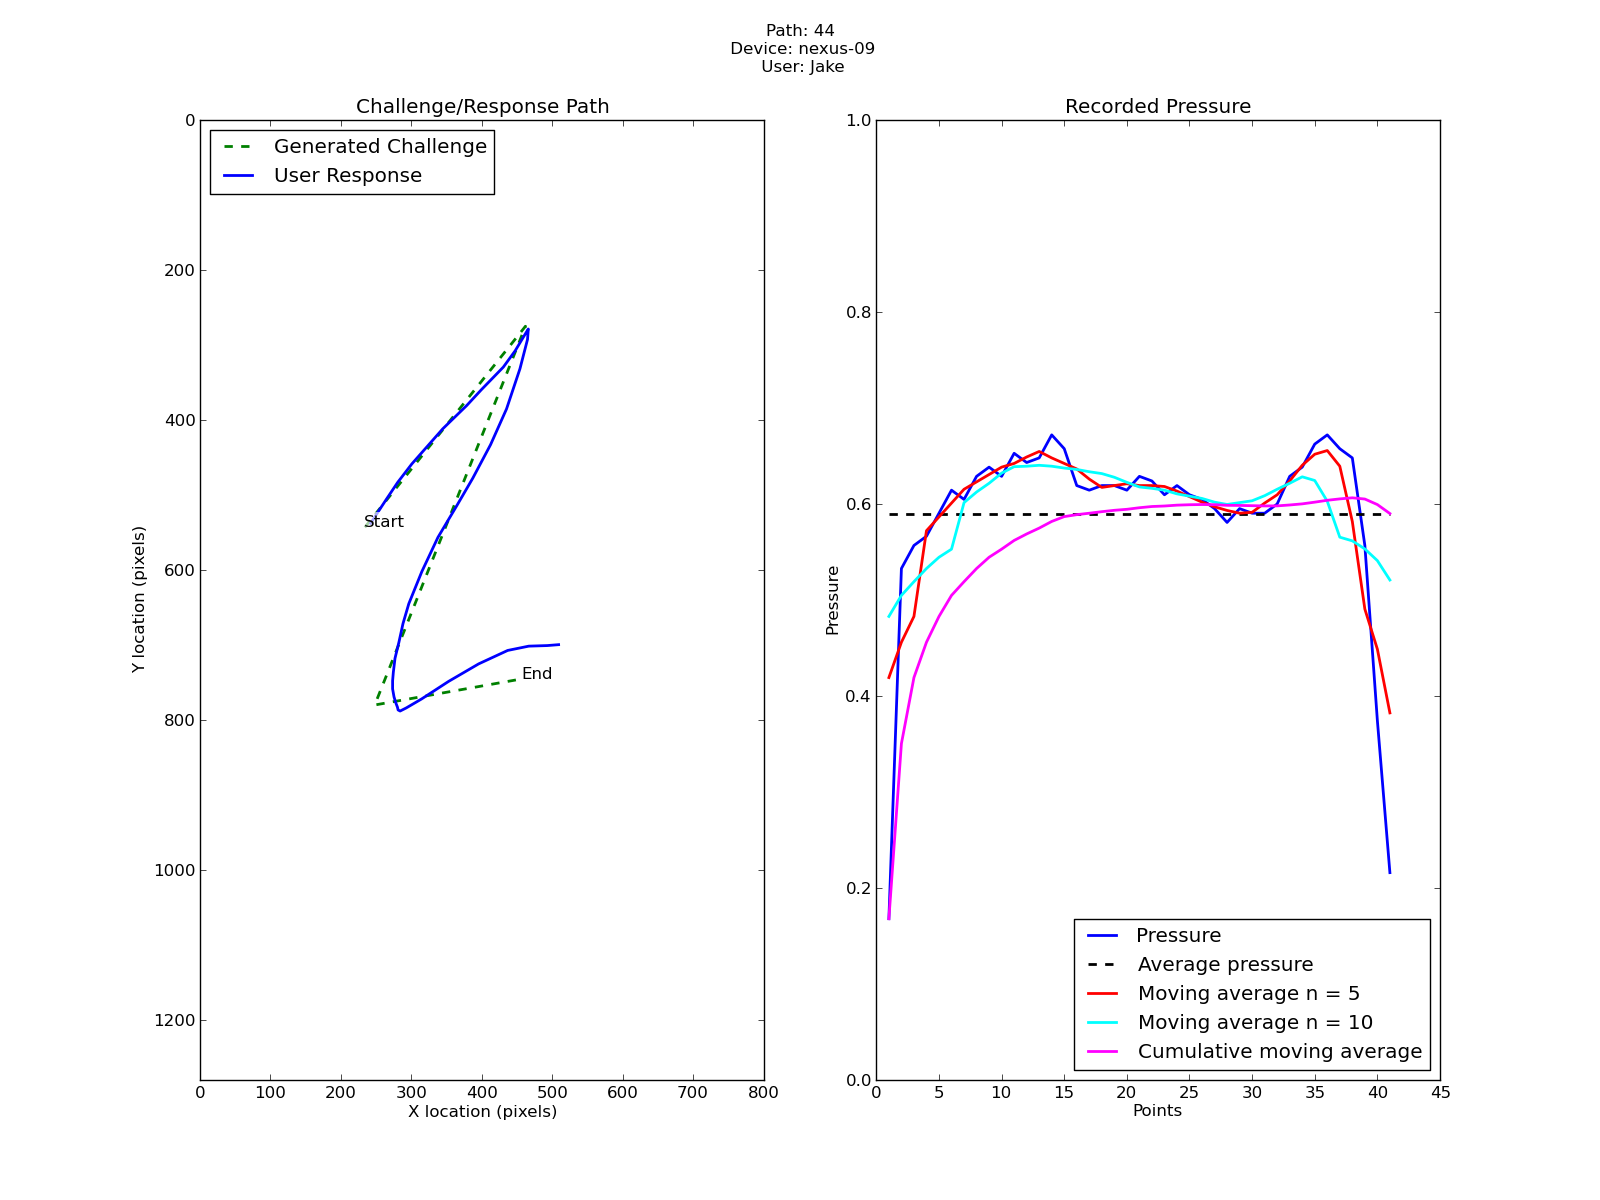 Path: 44
Device: nexus-09
User: Jake
Challenge/Response Path
0
200
400
600
800
1000
1200
Y location (pixels)
Generated Challenge
User Response
Start
End
0 100 200 300 400 500 600 700 800
X location (pixels)
Recorded Pressure
1.0
0.8
0.6
0.4
0.2
0.0
Pressure
Pressure
Average pressure
Moving average n = 5
Moving average n = 10
Cumulative moving average
0 5 10 15 20 25 30 35 40 45
Points